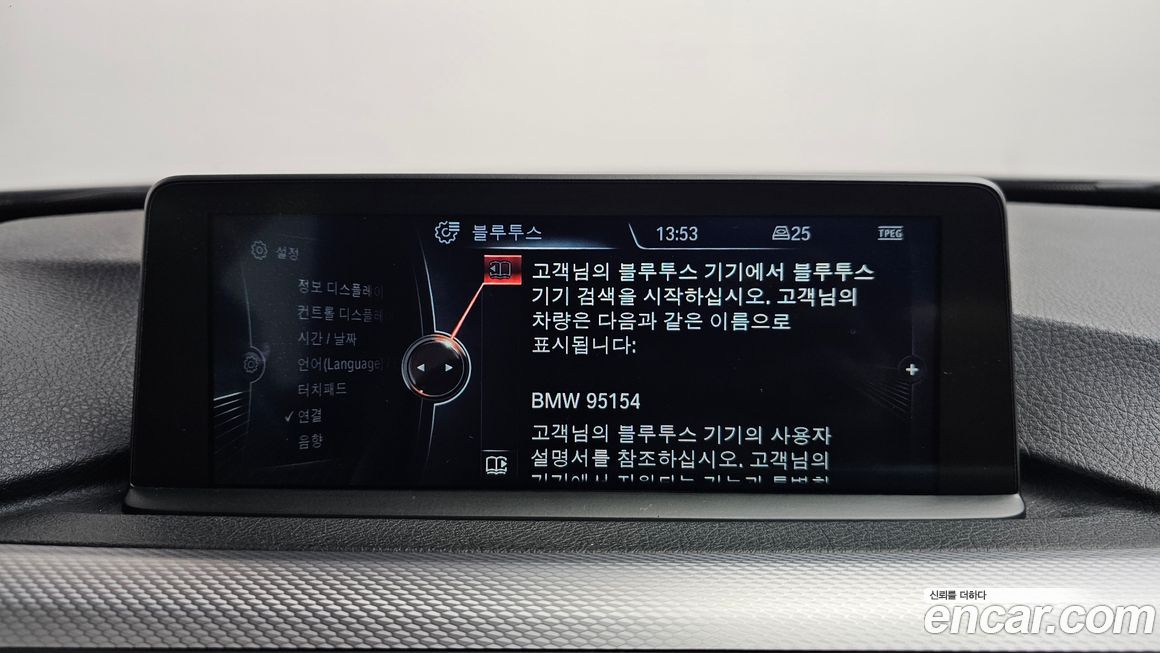 블루투스
13:53
25
TPEG
설정
정보 디스플레이
컨트롤 디스플레
시간 / 날짜
언어(Language)
터치패드
연결
음향
고객님의 블루투스 기기에서 블루투스
기기 검색을 시작하십시오. 고객님의
차량은 다음과 같은 이름으로
표시됩니다:
BMW 95154
고객님의 블루투스 기기의 사용자
설명서를 참조하십시오. 고객님의
신뢰를 더하다
encar.com